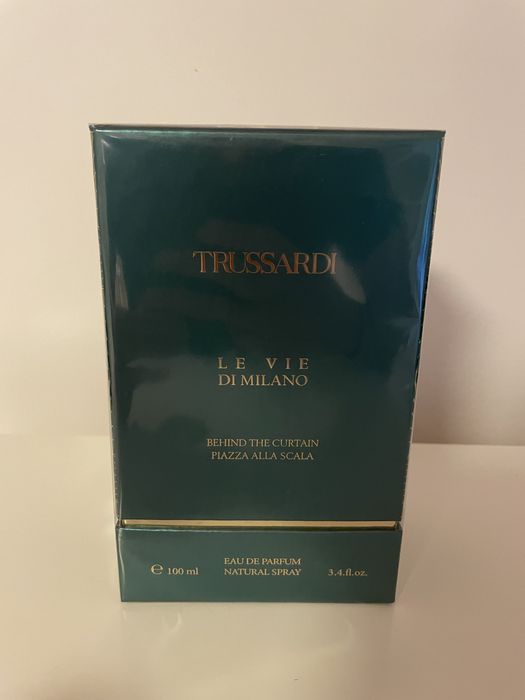 TRUSSARDI
LE VIE
DI MILANO
BEHIND THE CURTAIN
PIAZZA ALLA SCALA
EAU DE PARFUM
℮ 100 ml NATURAL SPRAY 3.4.fl.oz.